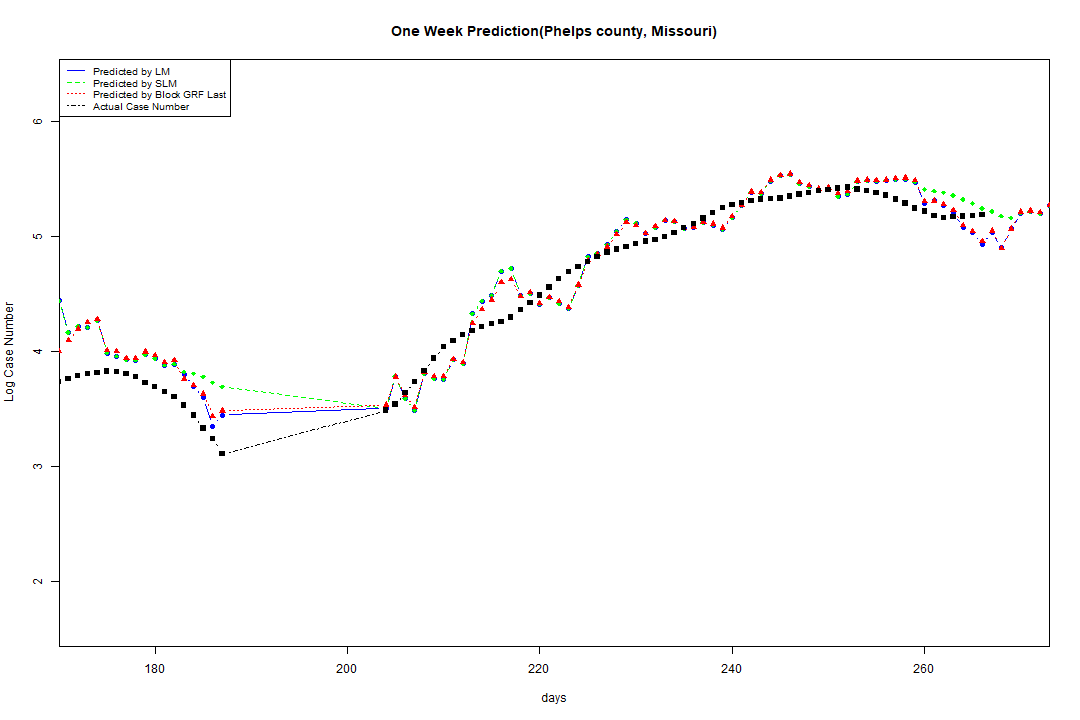 One Week Prediction(Phelps county, Missouri)
Predicted by LM
Predicted by SLM
Predicted by Block GRF Last
Actual Case Number
6
5
4
3
2
Log Case Number
180 200 220 240 260
days